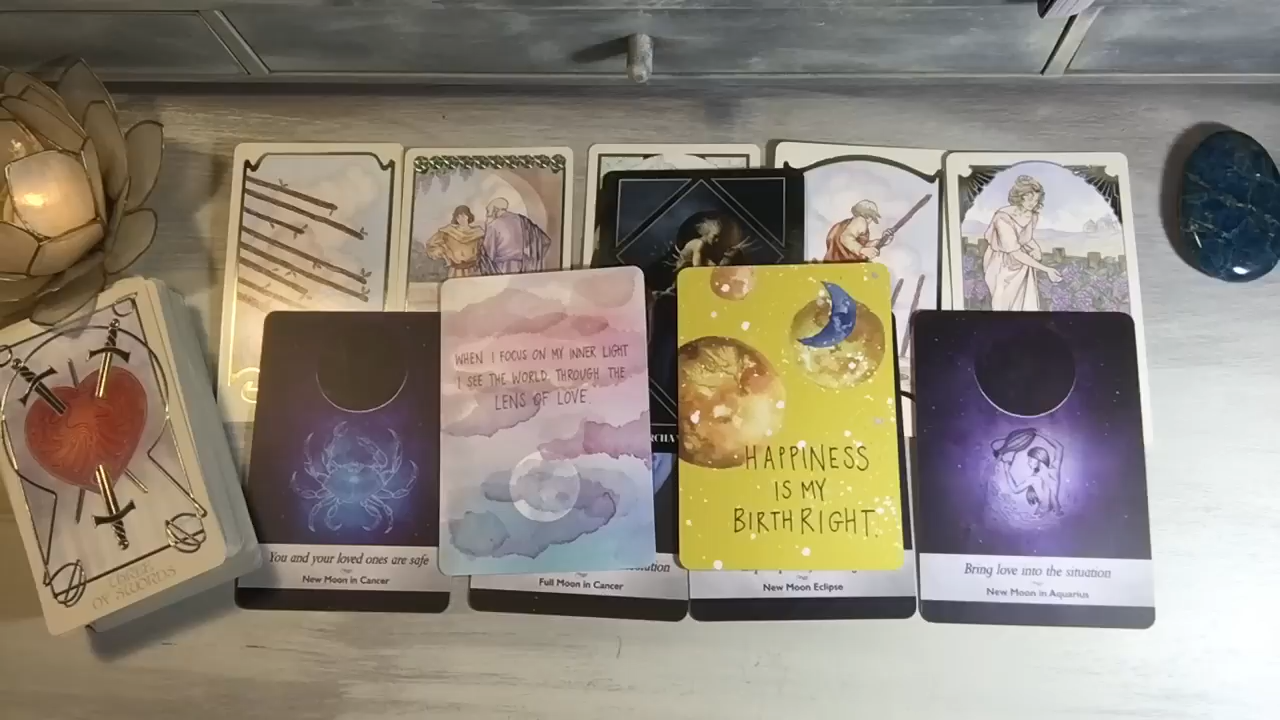 WHEN I FOCUS ON MY INNER LIGHT
I SEE THE WORLD THROUGH THE
LENS OF LOVE.
HAPPINESS
IS MY
BIRTHRIGHT.
THREE
OF SWORDS
You and your loved ones are safe
New Moon in Cancer
Full Moon in Cancer
New Moon Eclipse
Bring love into the situation
New Moon in Aquarius